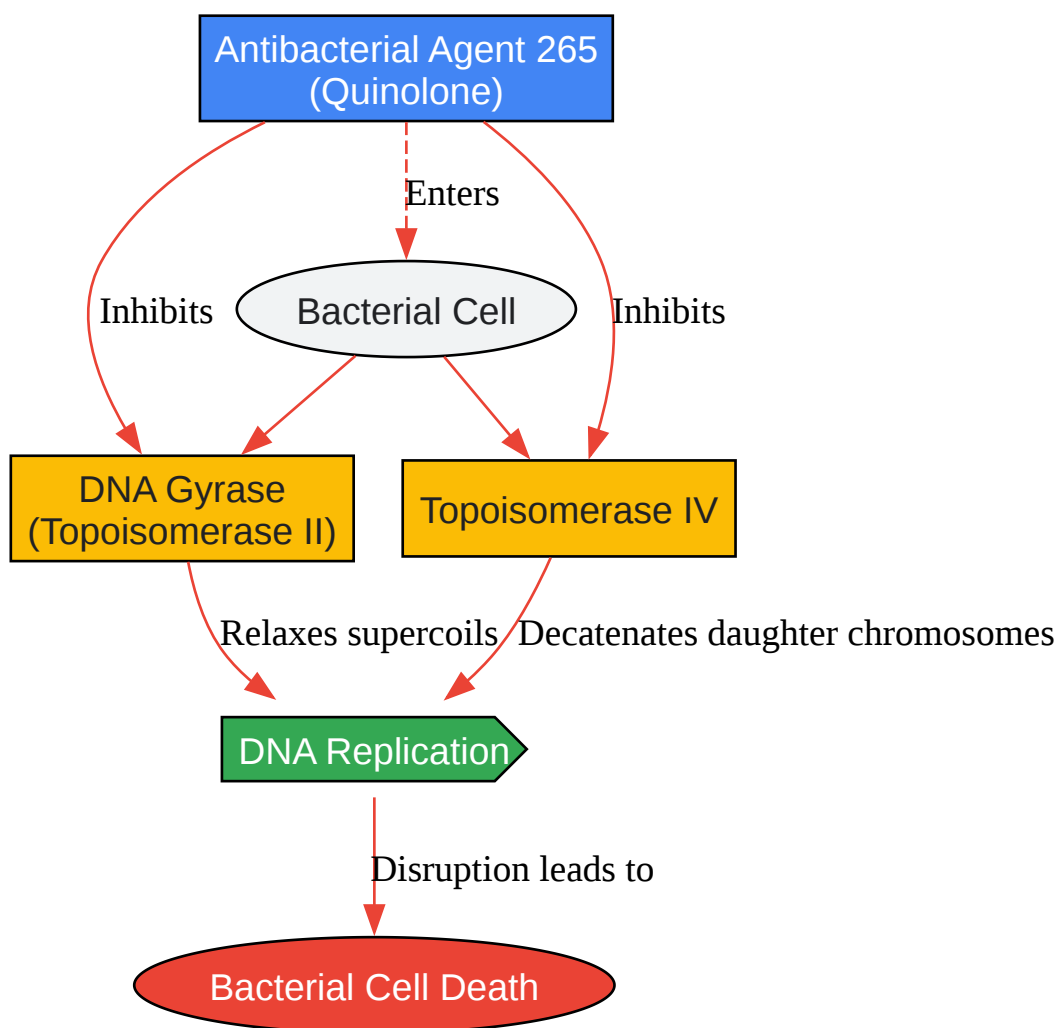 Antibacterial Agent 265
(Quinolone)
Enters
Inhibits
Bacterial Cell
Inhibits
DNA Gyrase
(Topoisomerase II)
Topoisomerase IV
Relaxes supercoils
Decatenates daughter chromosomes
DNA Replication
Disruption leads to
Bacterial Cell Death